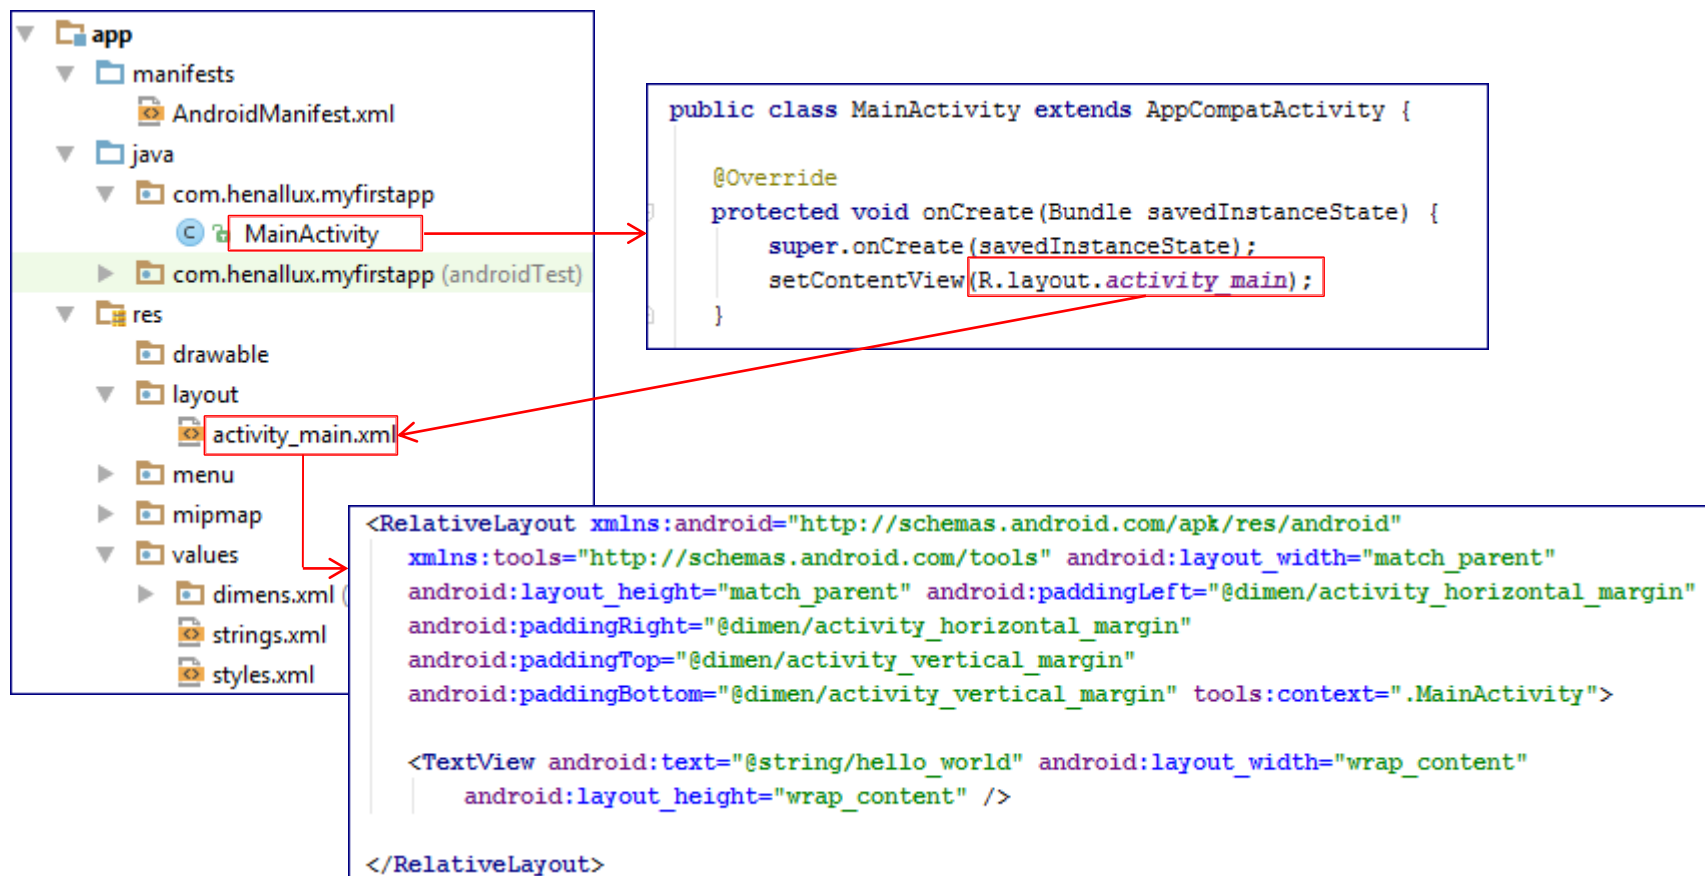 app
manifests
AndroidManifest.xml
java
com.henallux.myfirstapp
C MainActivity
com.henallux.myfirstapp (androidTest)
res
drawable
layout
activity_main.xml
menu
mipmap
values
dimens.xml (
strings.xml
styles.xml
public class MainActivity extends AppCompatActivity {
@Override
protected void onCreate(Bundle savedInstanceState) {
super.onCreate(savedInstanceState);
setContentView(R.layout.activity_main);
}
<RelativeLayout xmlns:android="http://schemas.android.com/apk/res/android"
xmlns:tools="http://schemas.android.com/tools" android:layout_width="match_parent"
android:layout_height="match_parent" android:paddingLeft="@dimen/activity_horizontal_margin"
android:paddingRight="@dimen/activity_horizontal_margin"
android:paddingTop="@dimen/activity_vertical_margin"
android:paddingBottom="@dimen/activity_vertical_margin" tools:context=".MainActivity">
<TextView android:text="@string/hello_world" android:layout_width="wrap_content"
android:layout_height="wrap_content" />
</RelativeLayout>